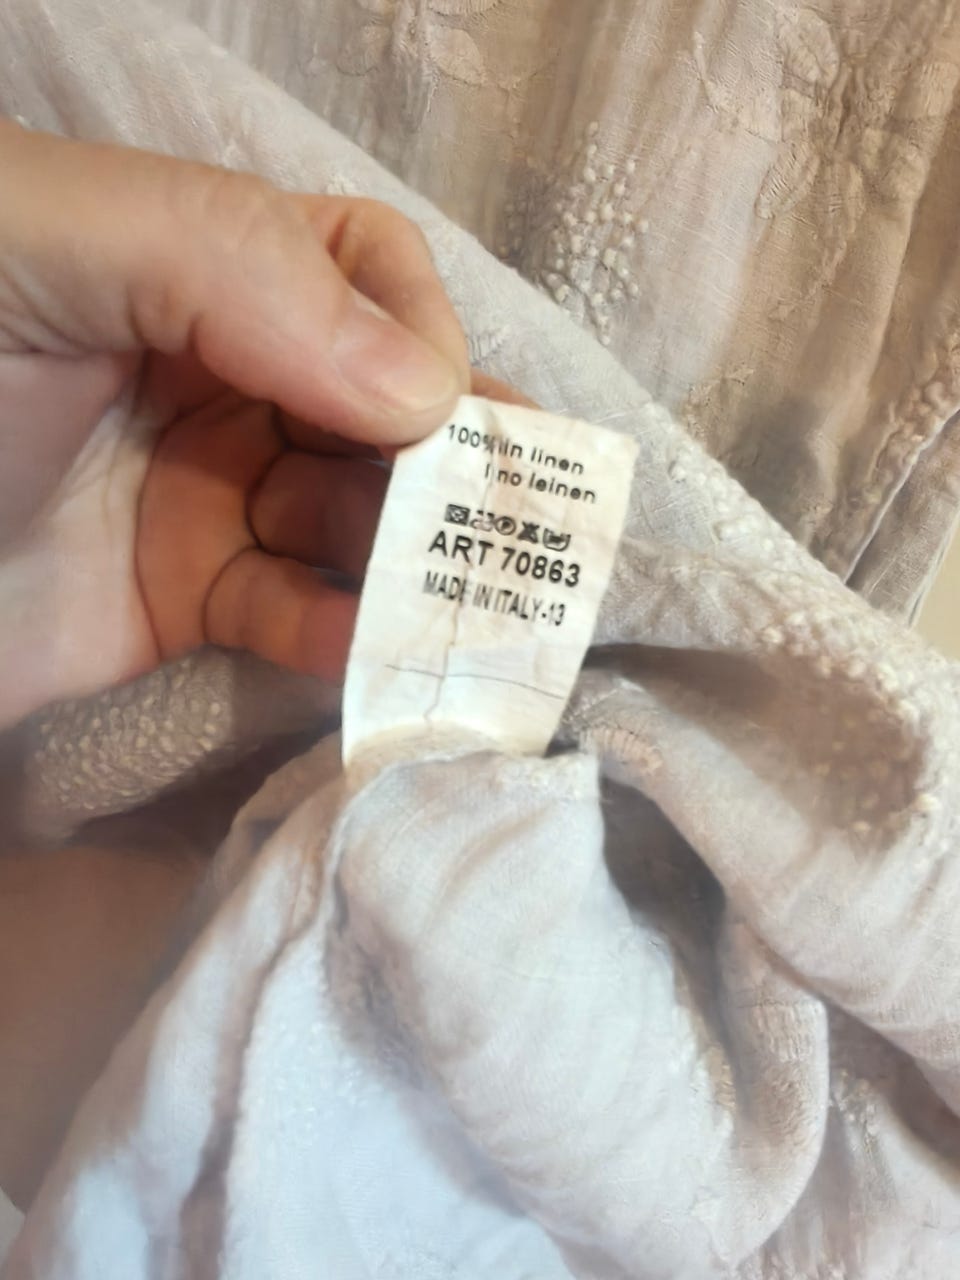 100% lin linen
lino leinen
ART 70863
MADE IN ITALY-13